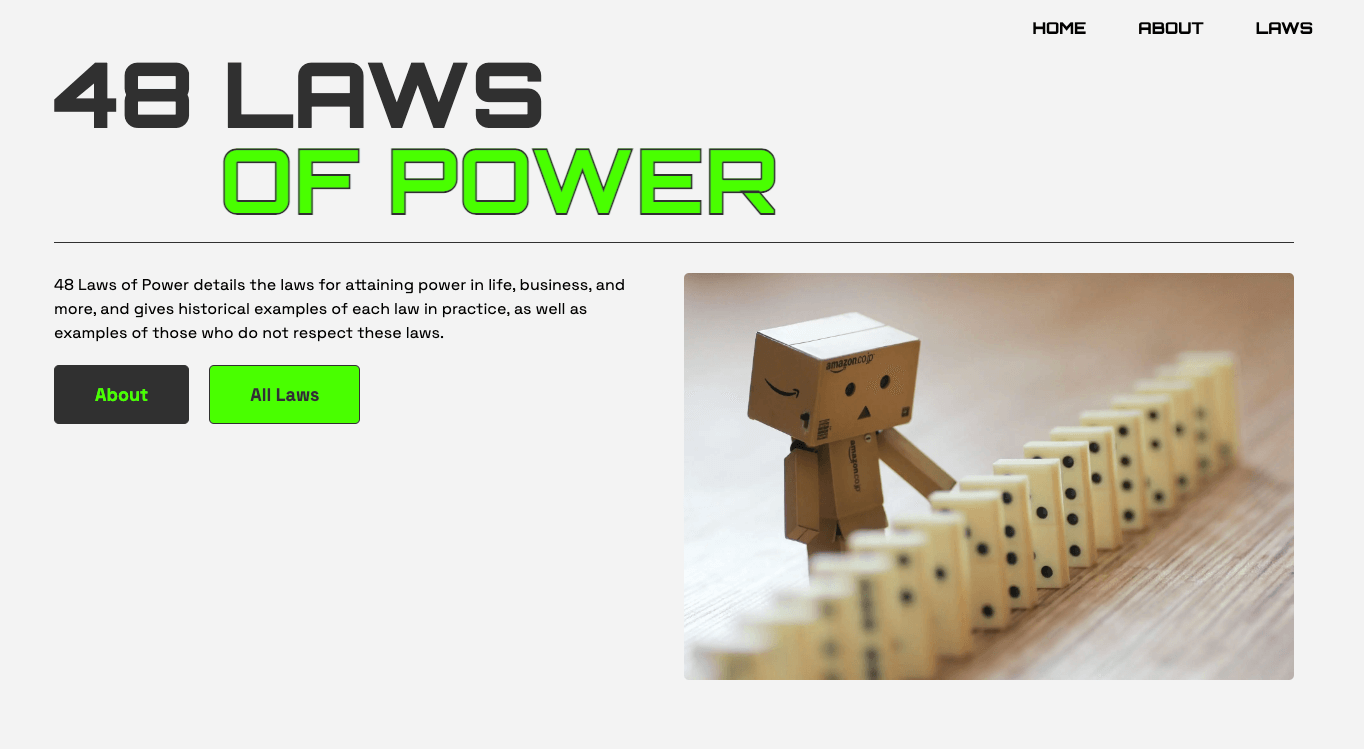 HOME ABOUT LAWS
48 LAWS
OF POWER
48 Laws of Power details the laws for attaining power in life, business, and
more, and gives historical examples of each law in practice, as well as
examples of those who do not respect these laws.
About All Laws
amazon.co.jp
amazon.co.jp